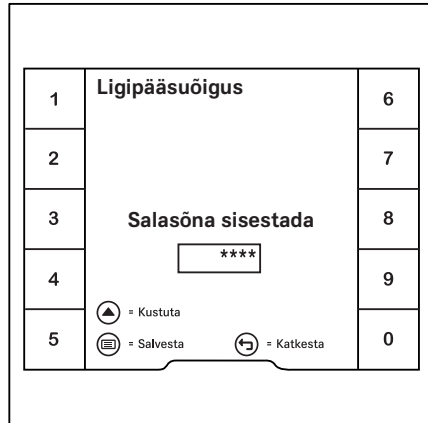 Ligipääsuõigus
1
6
2
7
3
Salasõna sisestada
8
****
4
9
= Kustuta
5
= Salvesta
= Katkesta
0